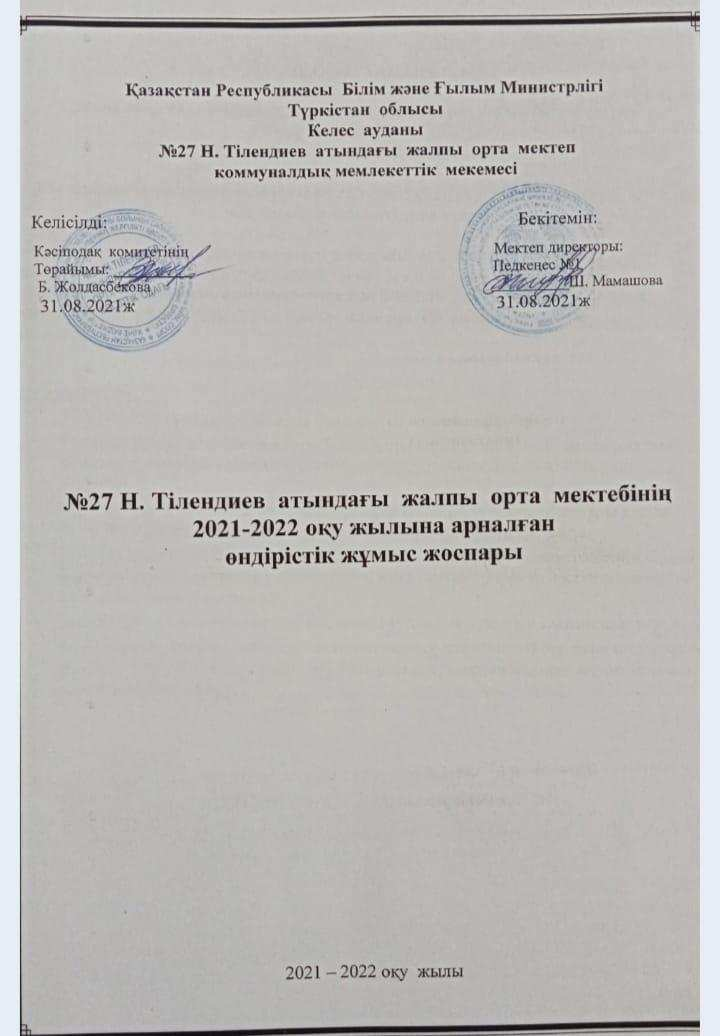 Қазақстан Республикасы Білім және Ғылым Министрлігі
Түркістан облысы
Келес ауданы
№27 Н. Тілендиев атындағы жалпы орта мектеп
коммуналдық мемлекеттік мекемесі
Келісілді:
Кәсіподақ комитетінің
Төрайымы:
Б. Жолдасбекова
31.08.2021ж
Бекітемін:
Мектеп директоры:
Педкеңес №1
Ш. Мамашова
31.08.2021ж
№27 Н. Тілендиев атындағы жалпы орта мектебінің
2021-2022 оқу жылына арналған
өндірістік жұмыс жоспары
2021 – 2022 оқу жылы